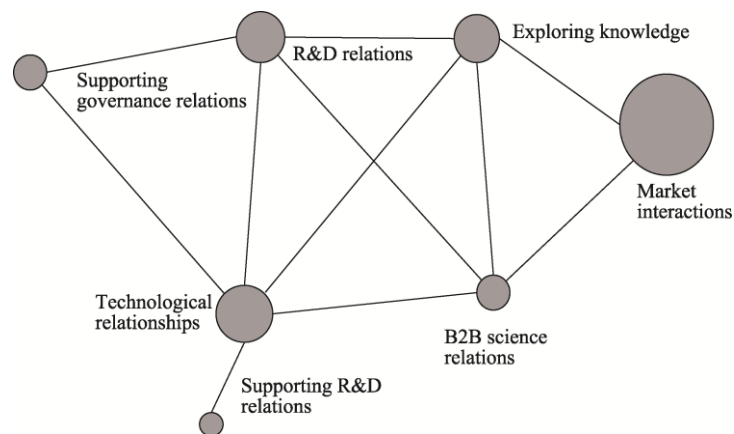 Exploring knowledge
R&D relations
Supporting
governance relations
Market
interactions
Technological
relationships
B2B science
relations
Supporting R&D
relations